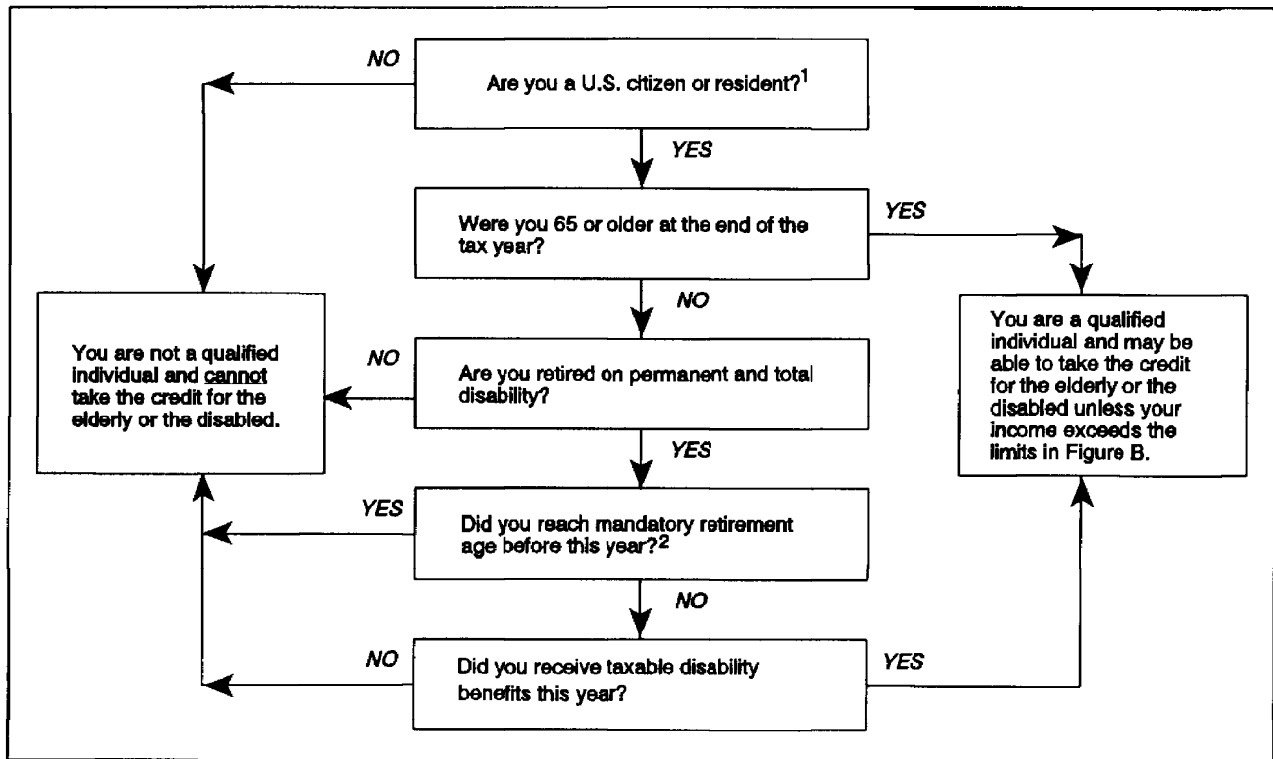 NO
Are you a U.S. citizen or resident?1
YES
Were you 65 or older at the end of the
tax year?
YES
NO
You are not a qualified
individual and cannot
take the credit for the
elderly or the disabled.
NO
Are you retired on permanent and total
disability?
You are a qualified
individual and may be
able to take the credit
for the elderly or the
disabled unless your
income exceeds the
limits in Figure B.
YES
YES
Did you reach mandatory retirement
age before this year?2
NO
NO
Did you receive taxable disability
benefits this year?
YES